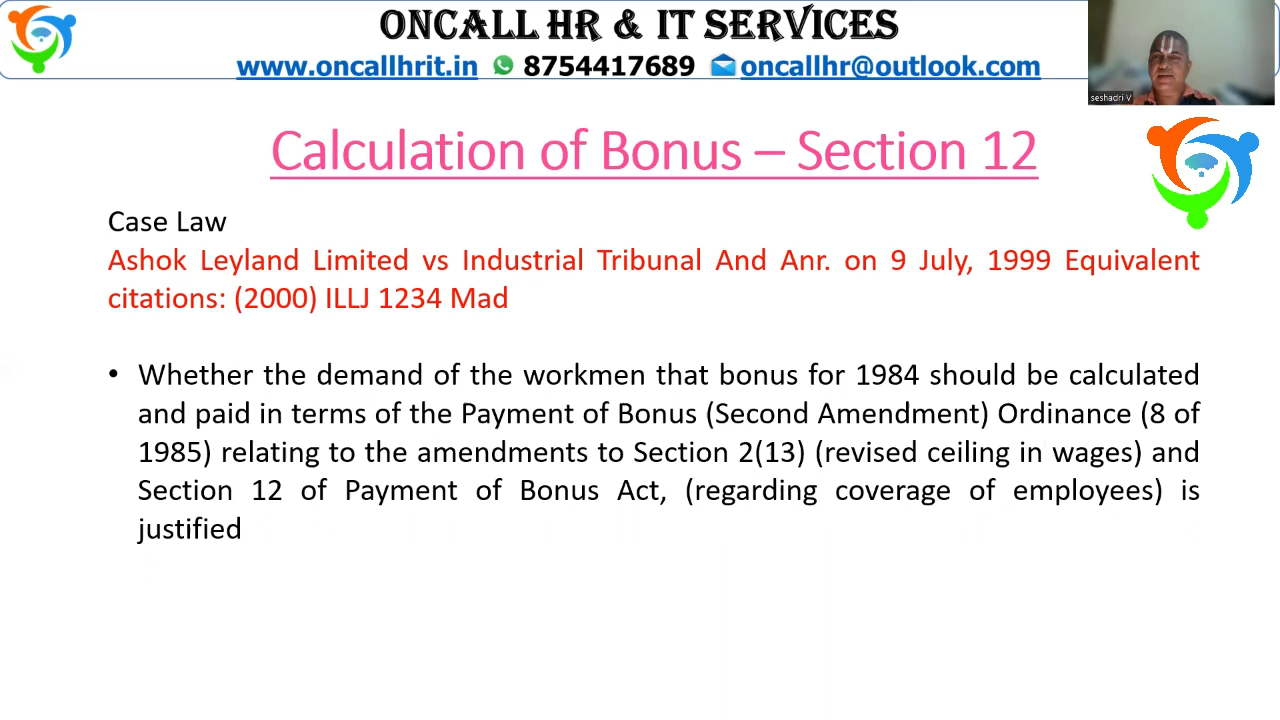 ONCALL HR & IT SERVICES
www.oncallhrit.in 8754417689 oncallhr@outlook.com
seshadri V
Calculation of Bonus – Section 12
Case Law
Ashok Leyland Limited vs Industrial Tribunal And Anr. on 9 July, 1999 Equivalent
citations: (2000) ILLJ 1234 Mad
• Whether the demand of the workmen that bonus for 1984 should be calculated
and paid in terms of the Payment of Bonus (Second Amendment) Ordinance (8 of
1985) relating to the amendments to Section 2(13) (revised ceiling in wages) and
Section 12 of Payment of Bonus Act, (regarding coverage of employees) is
justified